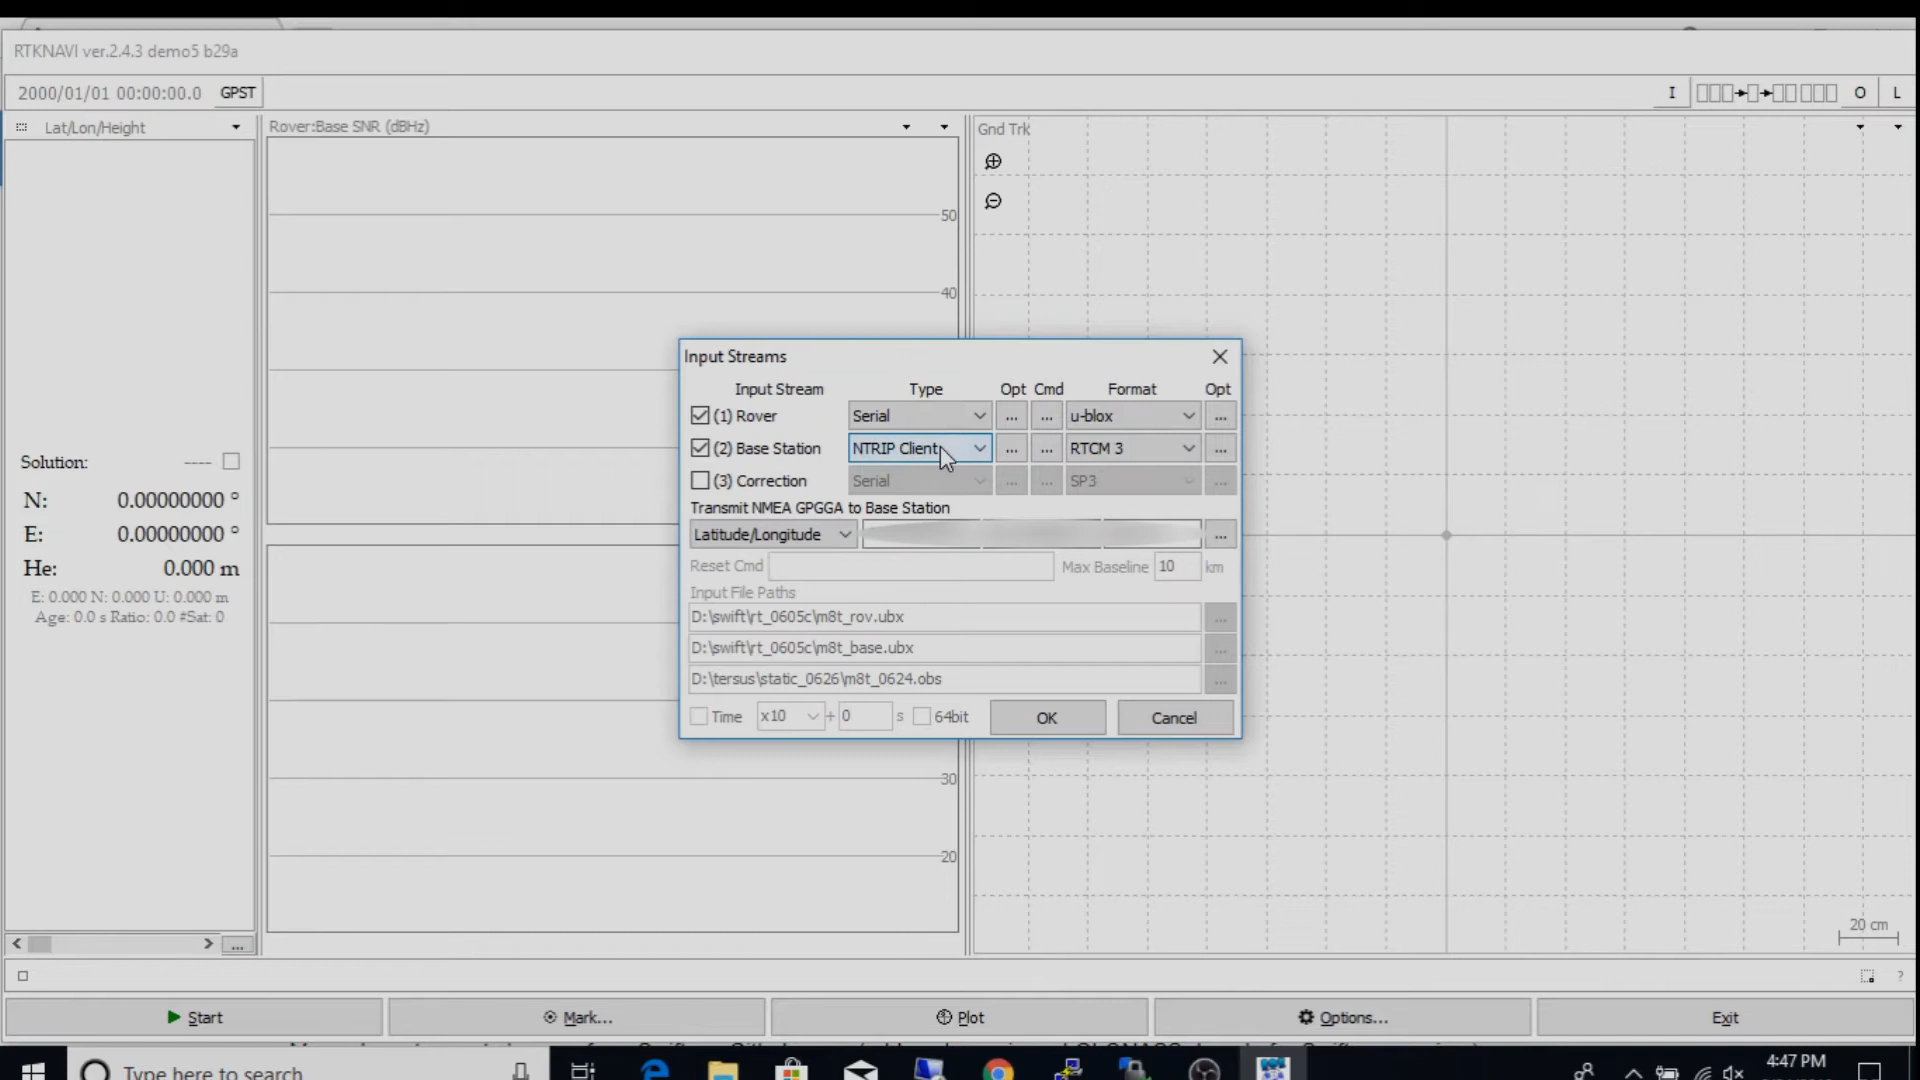 RTKNAVI ver.2.4.3 demo5 b29a
2000/01/01 00:00:00.0 GPST
I O L
Lat/Lon/Height
Rover:Base SNR (dBHz)
Gnd Trk
50
40
Input Streams
Input Stream Type Opt Cmd Format Opt
(1) Rover Serial ... ... u-blox ...
(2) Base Station NTRIP Client ... ... RTCM 3 ...
(3) Correction Serial ... ... SP3 ...
Transmit NMEA GPGGA to Base Station
Latitude/Longitude ...
Reset Cmd Max Baseline 10 km
Input File Paths
D:\swift\rt_0605c\m8t_rov.ubx ...
D:\swift\rt_0605c\m8t_base.ubx ...
D:\tersus\static_0626\m8t_0624.obs ...
Time x10 + 0 s 64bit OK Cancel
Solution: ----
N: 0.00000000 °
E: 0.00000000 °
He: 0.000 m
E: 0.000 N: 0.000 U: 0.000 m
Age: 0.0 s Ratio: 0.0 #Sat: 0
30
20
20 cm
< > ...
?
Start Mark... Plot Options... Exit
Type here to search
4:47 PM